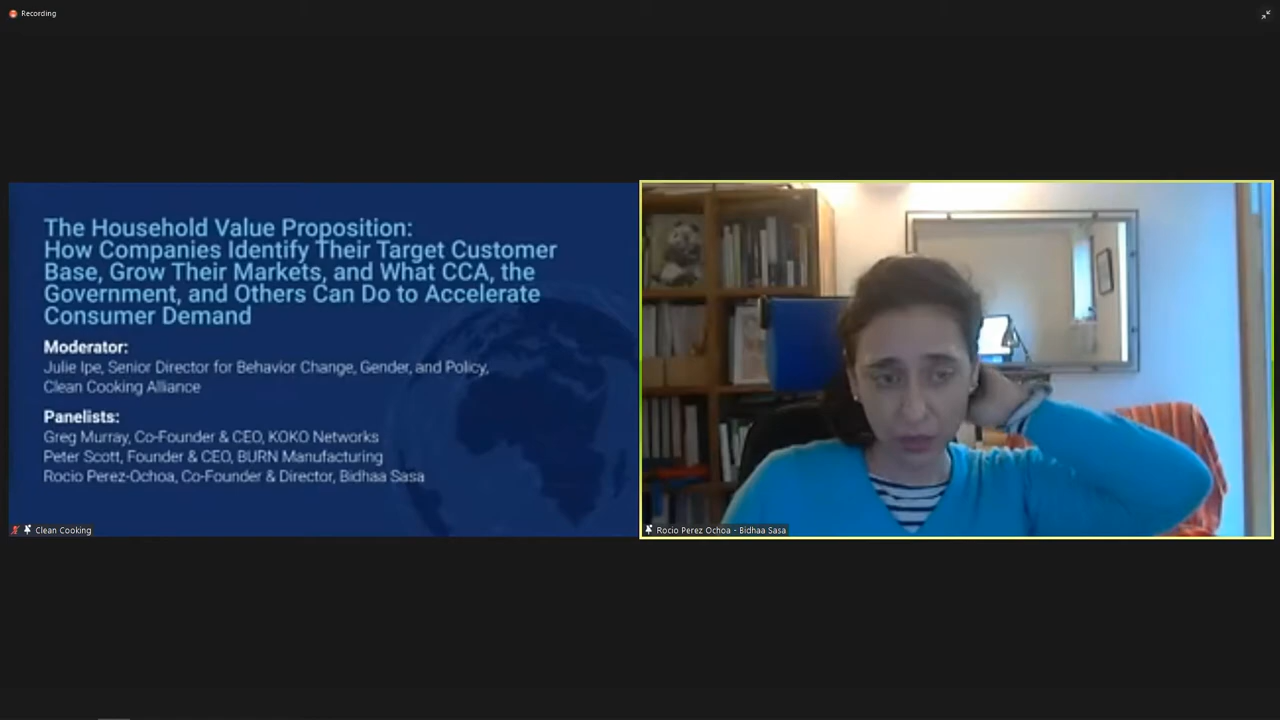 Recording
The Household Value Proposition:
How Companies Identify Their Target Customer
Base, Grow Their Markets, and What CCA, the
Government, and Others Can Do to Accelerate
Consumer Demand
Moderator:
Julie Ipe, Senior Director for Behavior Change, Gender, and Policy,
Clean Cooking Alliance
Panelists:
Greg Murray, Co-Founder & CEO, KOKO Networks
Peter Scott, Founder & CEO, BURN Manufacturing
Rocio Perez-Ochoa, Co-Founder & Director, Bidhaa Sasa
Clean Cooking
Rocio Perez Ochoa - Bidhaa Sasa